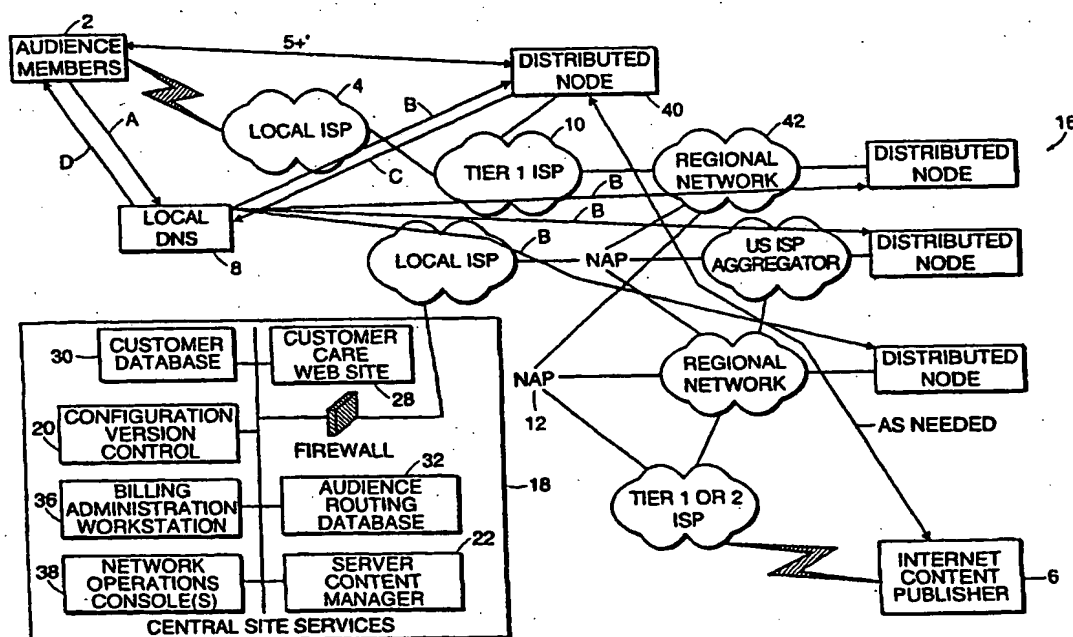 2
AUDIENCE
MEMBERS
5+'
DISTRIBUTED
NODE
40
4
LOCAL ISP
A
D
B
C
10
TIER 1 ISP
42
REGIONAL
NETWORK
DISTRIBUTED
NODE
16
B
B
B
LOCAL
DNS
8
LOCAL ISP
NAP
US ISP
AGGREGATOR
DISTRIBUTED
NODE
30
CUSTOMER
DATABASE
CUSTOMER
CARE
WEB SITE
28
NAP
12
REGIONAL
NETWORK
DISTRIBUTED
NODE
AS NEEDED
20
CONFIGURATION
VERSION
CONTROL
FIREWALL
32
18
36
BILLING
ADMINISTRATION
WORKSTATION
AUDIENCE
ROUTING
DATABASE
TIER 1 OR 2
ISP
22
38
NETWORK
OPERATIONS
CONSOLE(S)
SERVER
CONTENT
MANAGER
INTERNET
CONTENT
PUBLISHER
6
CENTRAL SITE SERVICES